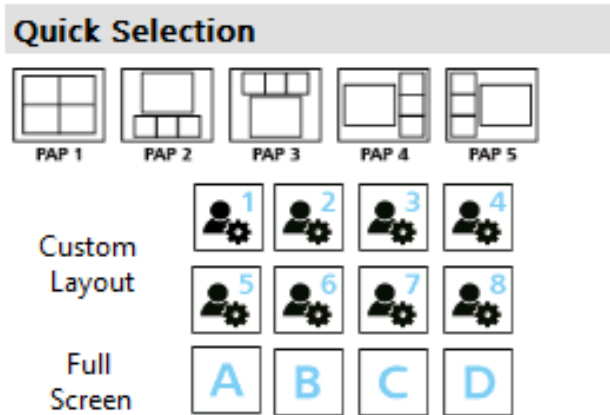 Quick Selection
PAP 1 PAP 2 PAP 3 PAP 4 PAP 5
Custom
Layout
1 2 3 4
5 6 7 8
Full
Screen
A B C D